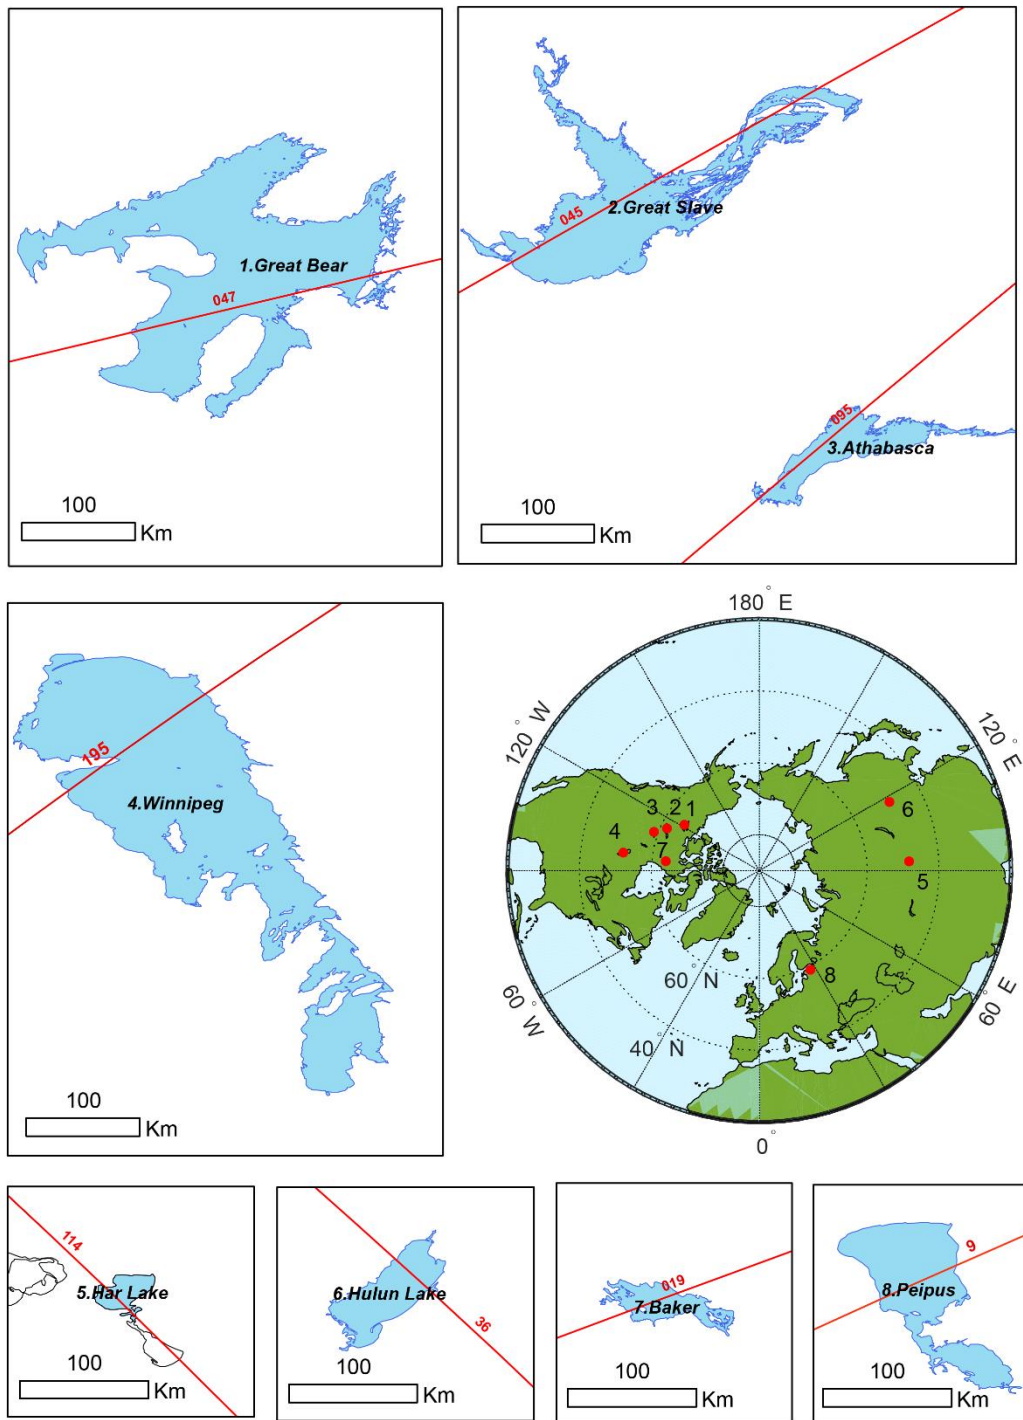 1.Great Bear
047
100
Km
045
2.Great Slave
095
3.Athabasca
100
Km
195
4.Winnipeg
100
Km
180° E
120° W
120° E
3 2 1
4
7
6
5
8
60° N
40° N
60° W
60° E
0°
114
5.Har Lake
100
Km
6.Hulun Lake
36
100
Km
019
7.Baker
100
Km
9
8.Peipus
100
Km